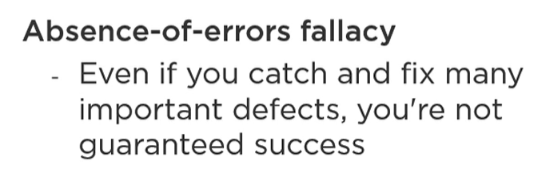 Absence-of-errors fallacy
- Even if you catch and fix many
important defects, you're not
guaranteed success